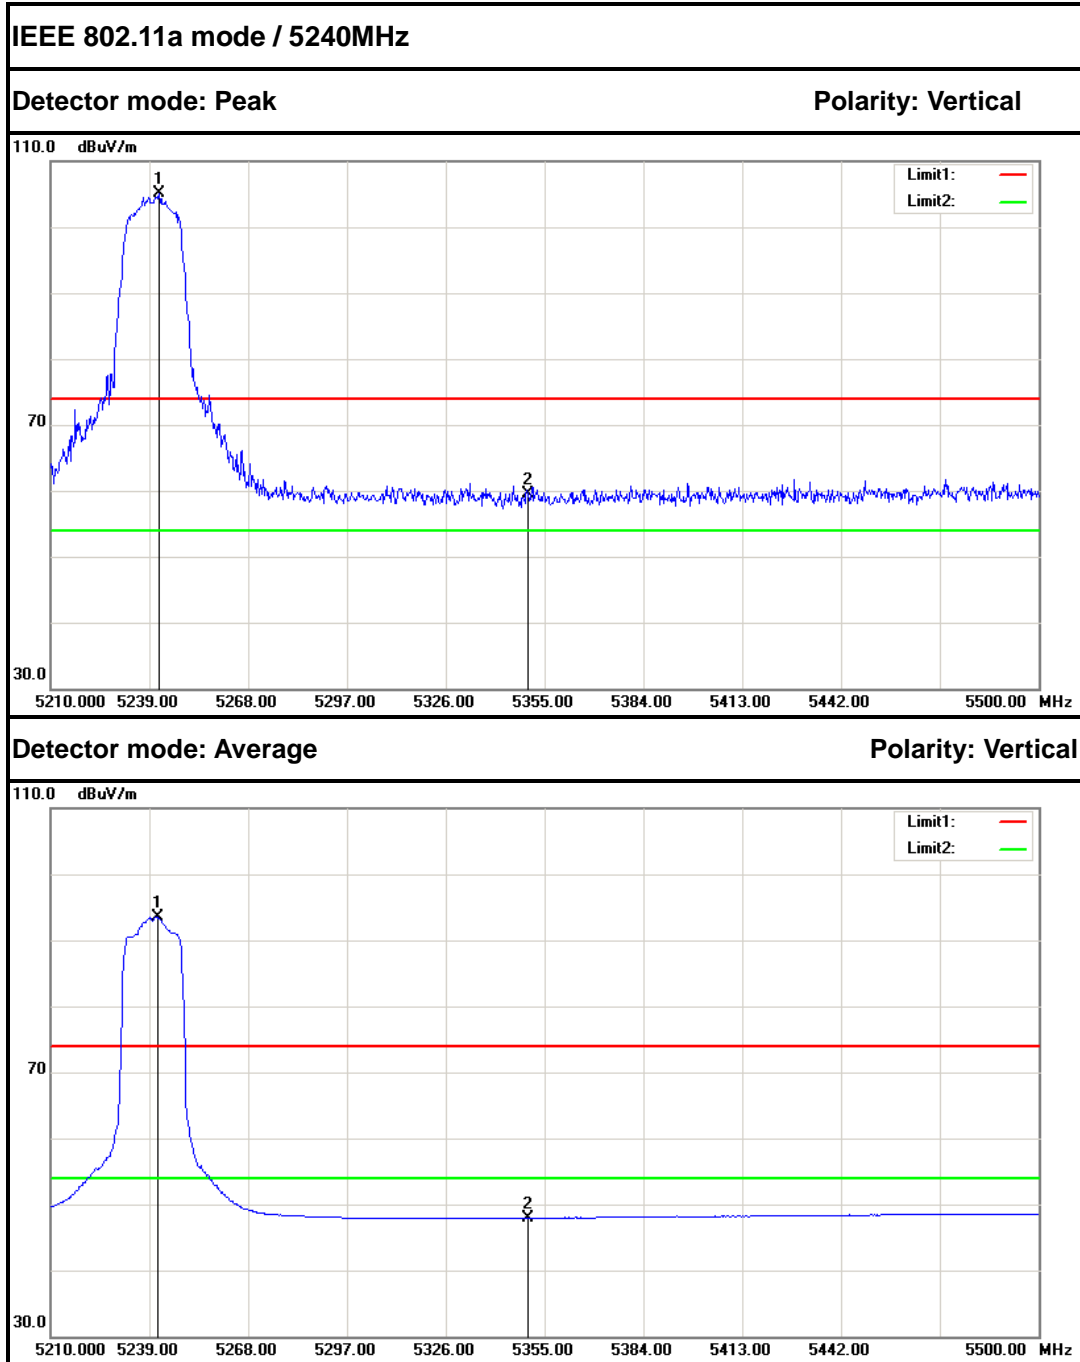 IEEE 802.11a mode / 5240MHz
Detector mode: Peak Polarity: Vertical
110.0 dBuV/m
Limit1:
Limit2:
1
70
2
30.0
5210.000 5239.00 5268.00 5297.00 5326.00 5355.00 5384.00 5413.00 5442.00 5500.00 MHz
Detector mode: Average Polarity: Vertical
110.0 dBuV/m
Limit1:
Limit2:
1
70
2
30.0
5210.000 5239.00 5268.00 5297.00 5326.00 5355.00 5384.00 5413.00 5442.00 5500.00 MHz